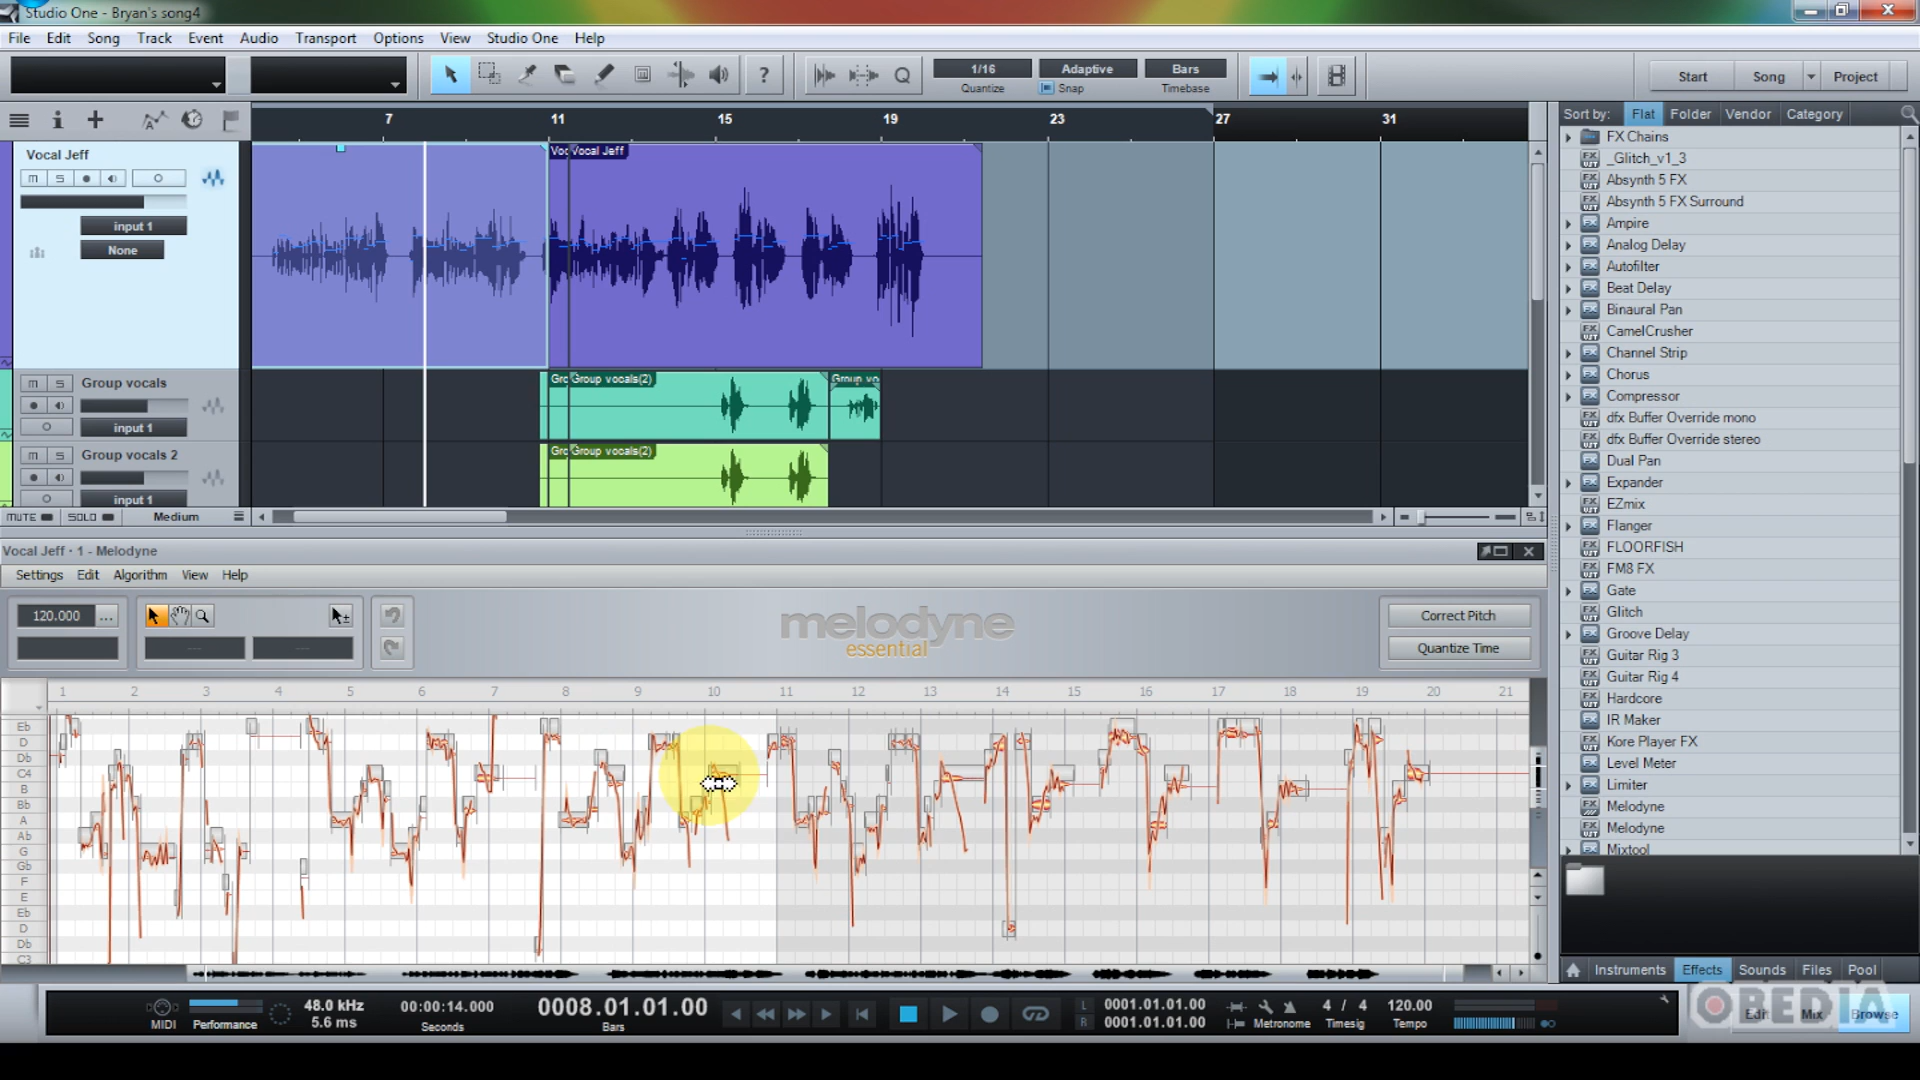 Studio One - Bryan's song4
File Edit Song Track Event Audio Transport Options View Studio One Help
1/16 Adaptive Bars
Quantize Snap Timebase
Start Song Project
7 11 15 19 23 27 31
Vocal Jeff
input 1
None
Voc Vocal Jeff
Group vocals
input 1
Gro Group vocals(2) Group vo
Group vocals 2
input 1
Gro Group vocals(2)
MUTE SOLO Medium
Sort by: Flat Folder Vendor Category
FX Chains
_Glitch_v1_3
Absynth 5 FX
Absynth 5 FX Surround
Ampire
Analog Delay
Autofilter
Beat Delay
Binaural Pan
CamelCrusher
Channel Strip
Chorus
Compressor
dfx Buffer Override mono
dfx Buffer Override stereo
Dual Pan
Expander
EZmix
Flanger
FLOORFISH
FM8 FX
Gate
Glitch
Groove Delay
Guitar Rig 3
Guitar Rig 4
Hardcore
IR Maker
Kore Player FX
Level Meter
Limiter
Melodyne
Melodyne
Mixtool
Instruments Effects Sounds Files Pool
Vocal Jeff · 1 - Melodyne
Settings Edit Algorithm View Help
120.000 ...
melodyne
essential
Correct Pitch
Quantize Time
1 2 3 4 5 6 7 8 9 10 11 12 13 14 15 16 17 18 19 20 21
Eb
D
Db
C4
B
Bb
A
Ab
G
Gb
F
E
Eb
D
Db
C3
MIDI Performance
48.0 kHz
5.6 ms
00:00:14.000
Seconds
0008.01.01.00
Bars
L 0001.01.01.00
R 0001.01.01.00
Metronome
4 / 4
Timesig
120.00
Tempo
OBEDIA
Edit Mix Browse